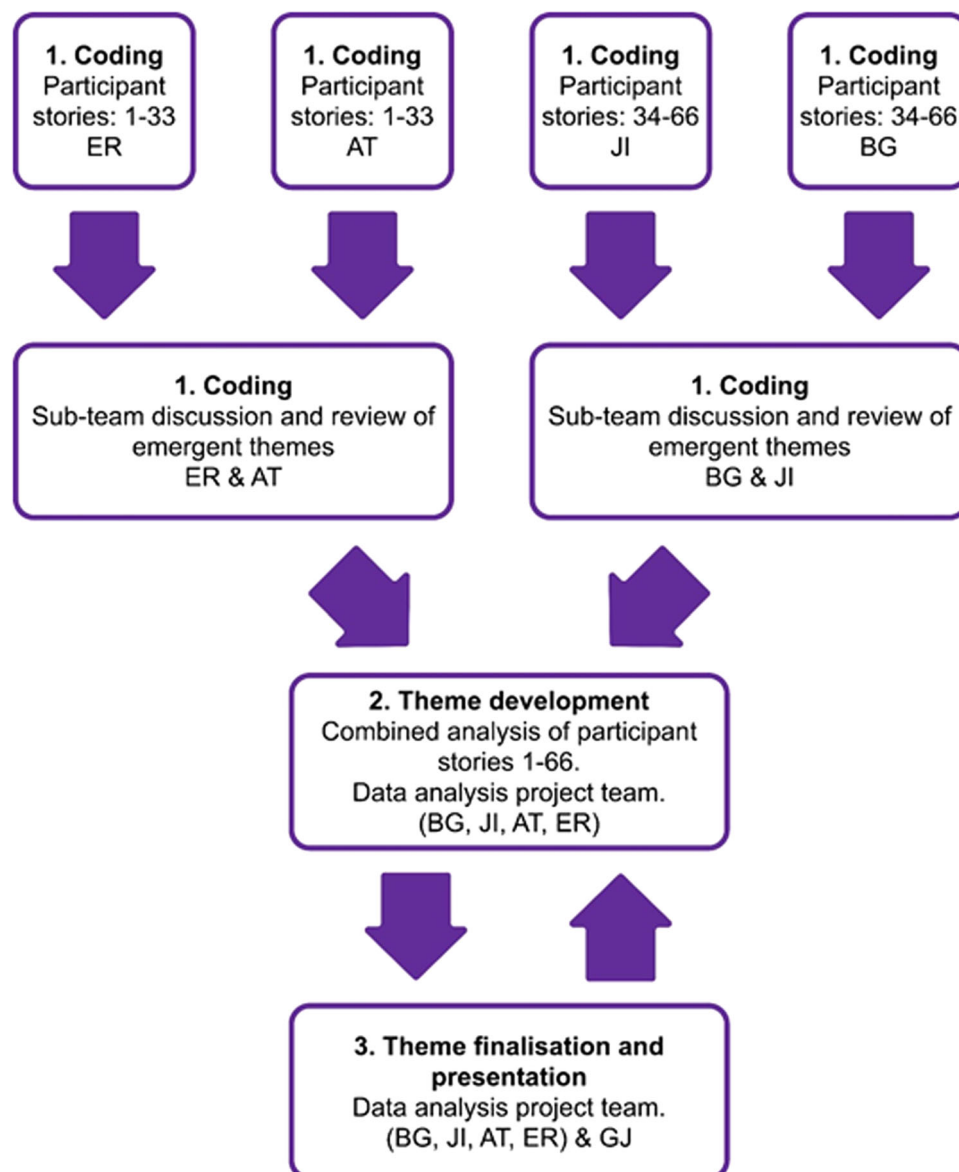 1. Coding
Participant
stories: 1-33
ER
1. Coding
Participant
stories: 1-33
AT
1. Coding
Participant
stories: 34-66
JI
1. Coding
Participant
stories: 34-66
BG
1. Coding
Sub-team discussion and review of
emergent themes
ER & AT
1. Coding
Sub-team discussion and review of
emergent themes
BG & JI
2. Theme development
Combined analysis of participant
stories 1-66.
Data analysis project team.
(BG, JI, AT, ER)
3. Theme finalisation and
presentation
Data analysis project team.
(BG, JI, AT, ER) & GJ